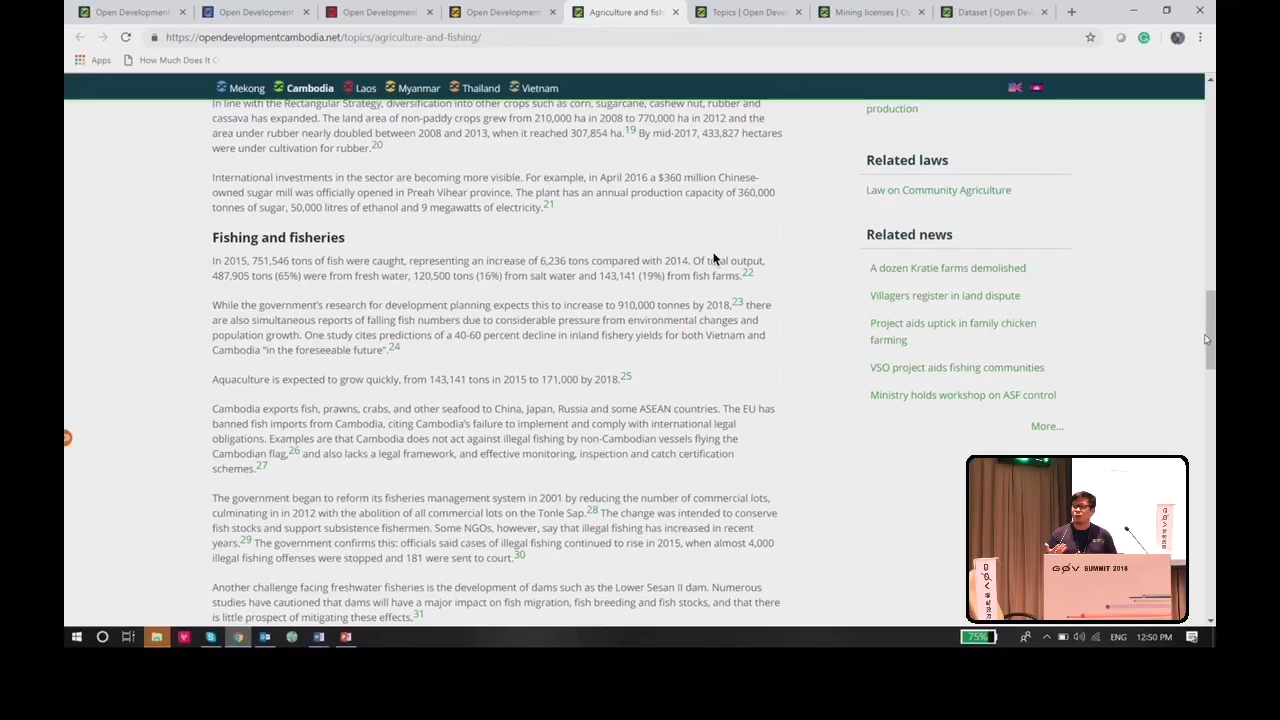 Open Development
Open Development
Open Development
Open Development
Agriculture and fish
Topics | Open Deve
Mining licenses | O
Dataset | Open Dev
https://opendevelopmentcambodia.net/topics/agriculture-and-fishing/
Apps
How Much Does It C
Mekong
Cambodia
Laos
Myanmar
Thailand
Vietnam
In line with the Rectangular Strategy, diversification into other crops such as corn, sugarcane, cashew nut, rubber and
cassava has expanded. The land area of non-paddy crops grew from 210,000 ha in 2008 to 770,000 ha in 2012 and the
area under rubber nearly doubled between 2008 and 2013, when it reached 307,854 ha.19 By mid-2017, 433,827 hectares
were under cultivation for rubber.20
International investments in the sector are becoming more visible. For example, in April 2016 a $360 million Chinese-
owned sugar mill was officially opened in Preah Vihear province. The plant has an annual production capacity of 360,000
tonnes of sugar, 50,000 litres of ethanol and 9 megawatts of electricity.21
Fishing and fisheries
In 2015, 751,546 tons of fish were caught, representing an increase of 6,236 tons compared with 2014. Of total output,
487,905 tons (65%) were from fresh water, 120,500 tons (16%) from salt water and 143,141 (19%) from fish farms.22
While the government's research for development planning expects this to increase to 910,000 tonnes by 2018,23 there
are also simultaneous reports of falling fish numbers due to considerable pressure from environmental changes and
population growth. One study cites predictions of a 40-60 percent decline in inland fishery yields for both Vietnam and
Cambodia "in the foreseeable future".24
Aquaculture is expected to grow quickly, from 143,141 tons in 2015 to 171,000 by 2018.25
Cambodia exports fish, prawns, crabs, and other seafood to China, Japan, Russia and some ASEAN countries. The EU has
banned fish imports from Cambodia, citing Cambodia's failure to implement and comply with international legal
obligations. Examples are that Cambodia does not act against illegal fishing by non-Cambodian vessels flying the
Cambodian flag,26 and also lacks a legal framework, and effective monitoring, inspection and catch certification
schemes.27
The government began to reform its fisheries management system in 2001 by reducing the number of commercial lots,
culminating in in 2012 with the abolition of all commercial lots on the Tonle Sap.28 The change was intended to conserve
fish stocks and support subsistence fishermen. Some NGOs, however, say that illegal fishing has increased in recent
years.29 The government confirms this: officials said cases of illegal fishing continued to rise in 2015, when almost 4,000
illegal fishing offenses were stopped and 181 were sent to court.30
Another challenge facing freshwater fisheries is the development of dams such as the Lower Sesan II dam. Numerous
studies have cautioned that dams will have a major impact on fish migration, fish breeding and fish stocks, and that there
is little prospect of mitigating these effects.31
production
Related laws
Law on Community Agriculture
Related news
A dozen Kratie farms demolished
Villagers register in land dispute
Project aids uptick in family chicken
farming
VSO project aids fishing communities
Ministry holds workshop on ASF control
More...
GØV SUMMIT 2018
75%
ENG
12:50 PM